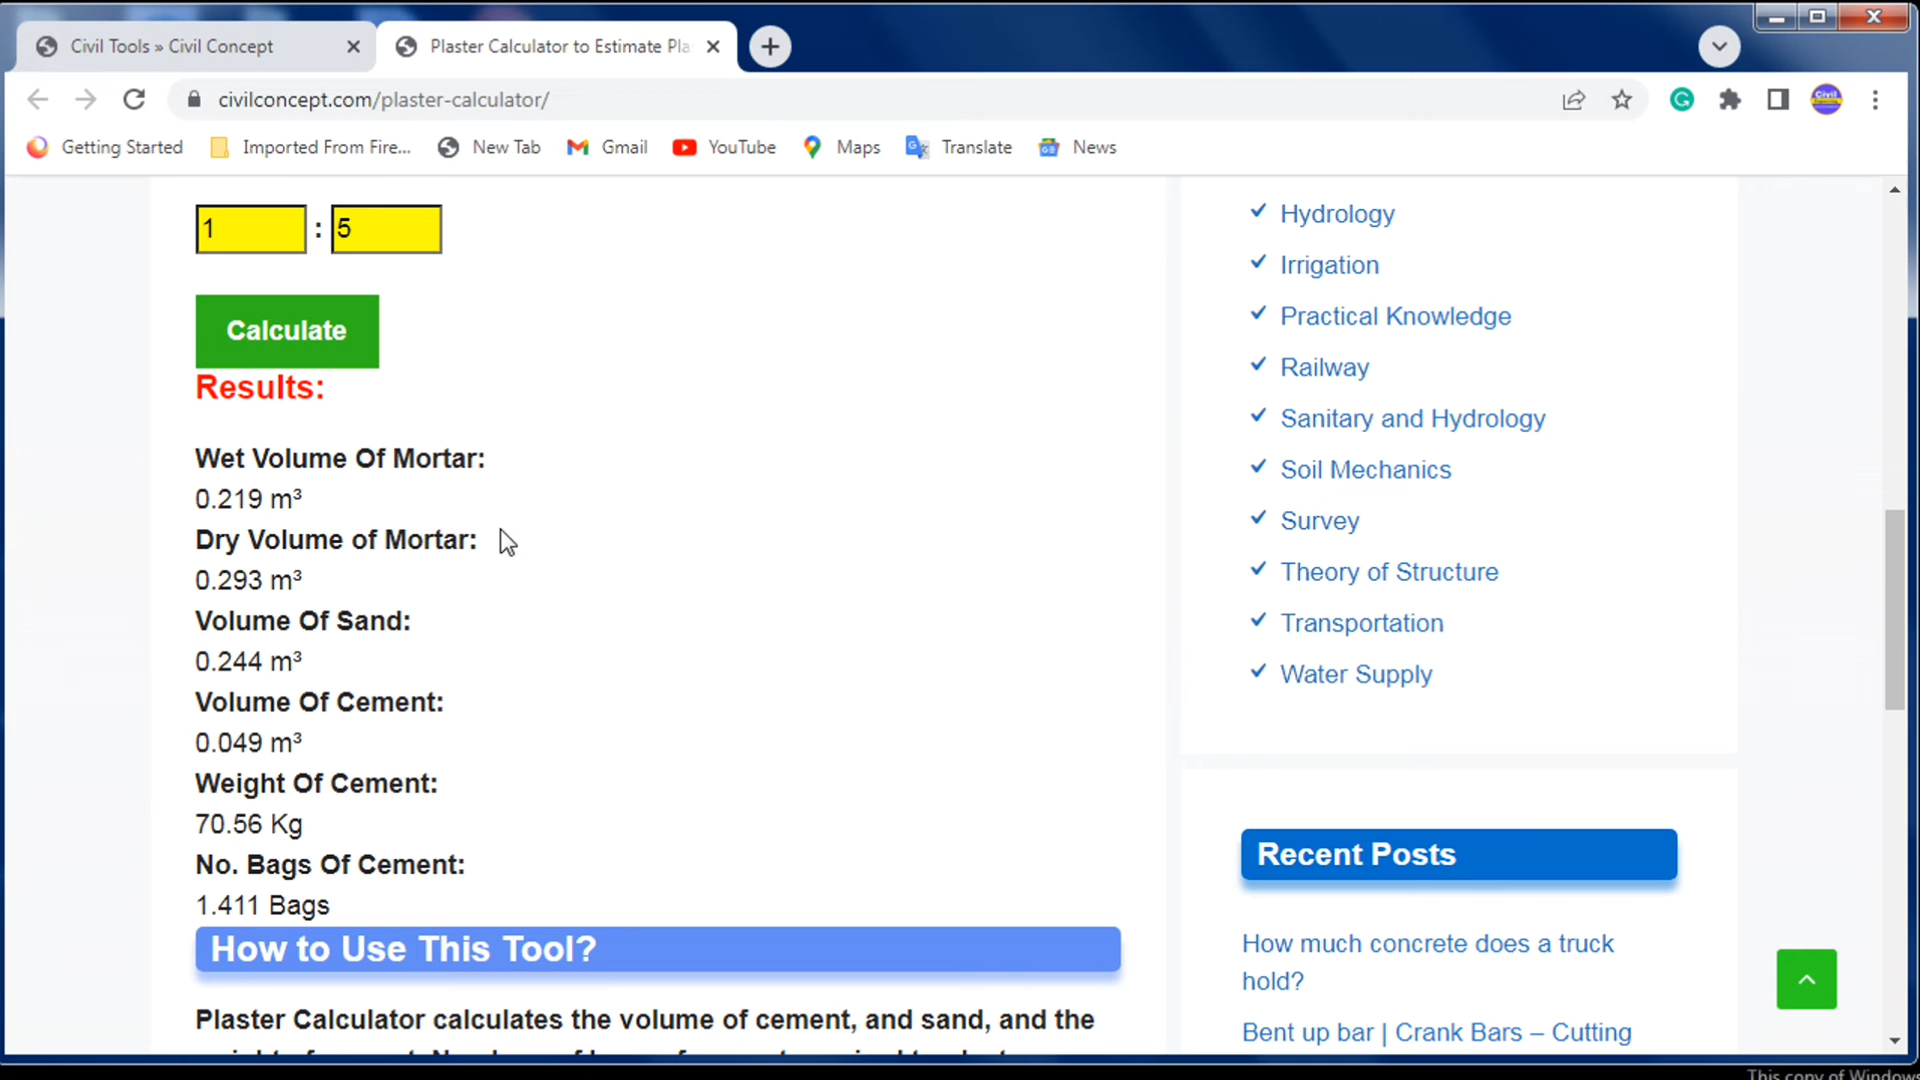 Civil Tools » Civil Concept
Plaster Calculator to Estimate Pla
civilconcept.com/plaster-calculator/
Getting Started
Imported From Fire...
New Tab
Gmail
YouTube
Maps
Translate
News
1 : 5
Calculate
Results:
Wet Volume Of Mortar:
0.219 m³
Dry Volume of Mortar:
0.293 m³
Volume Of Sand:
0.244 m³
Volume Of Cement:
0.049 m³
Weight Of Cement:
70.56 Kg
No. Bags Of Cement:
1.411 Bags
How to Use This Tool?
Plaster Calculator calculates the volume of cement, and sand, and the
Hydrology
Irrigation
Practical Knowledge
Railway
Sanitary and Hydrology
Soil Mechanics
Survey
Theory of Structure
Transportation
Water Supply
Recent Posts
How much concrete does a truck
hold?
Bent up bar | Crank Bars – Cutting
This copy of Windows